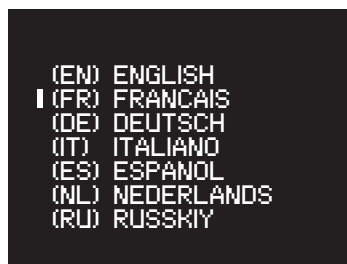 (EN) ENGLISH
(FR) FRANCAIS
(DE) DEUTSCH
(IT) ITALIANO
(ES) ESPANOL
(NL) NEDERLANDS
(RU) RUSSKIY